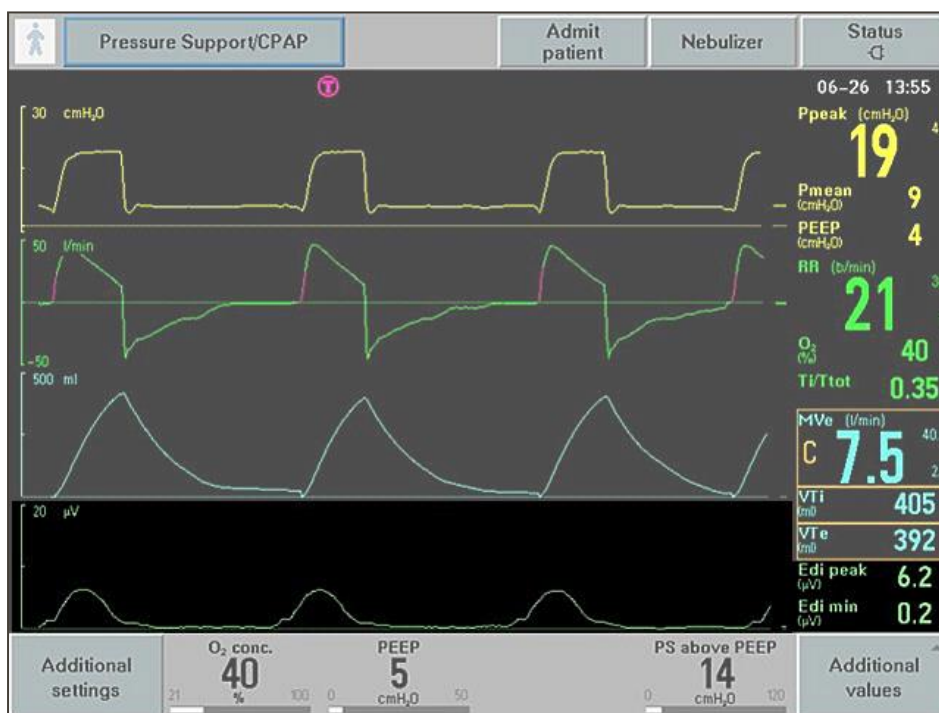 Pressure Support/CPAP
Admit
patient
Nebulizer
Status
T
06-26 13:55
30 cmH₂O
Ppeak (cmH₂O)
19
4
Pmean
(cmH₂O)
9
PEEP
(cmH₂O)
4
50 l/min
-50
RR (b/min)
21
3
O₂
(%)
40
Ti/Ttot
0.35
500 ml
MVe (l/min)
C 7.5
40.
2.
VTi
(ml)
405
VTe
(ml)
392
20 µV
Edi peak
(µV)
6.2
Edi min
(µV)
0.2
Additional
settings
O₂ conc.
40
21 % 100
PEEP
5
0 cmH₂O 50
PS above PEEP
14
0 cmH₂O 120
Additional
values